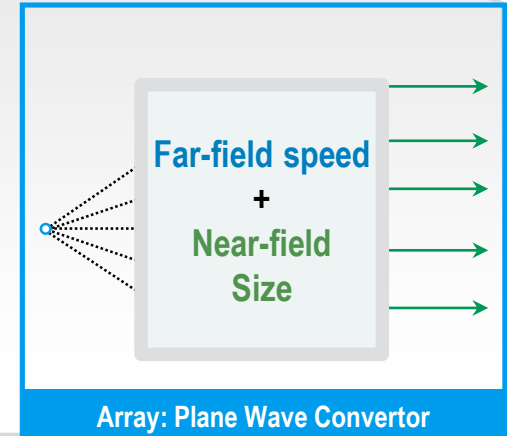 Far-field speed
+
Near-field
Size
Array: Plane Wave Convertor